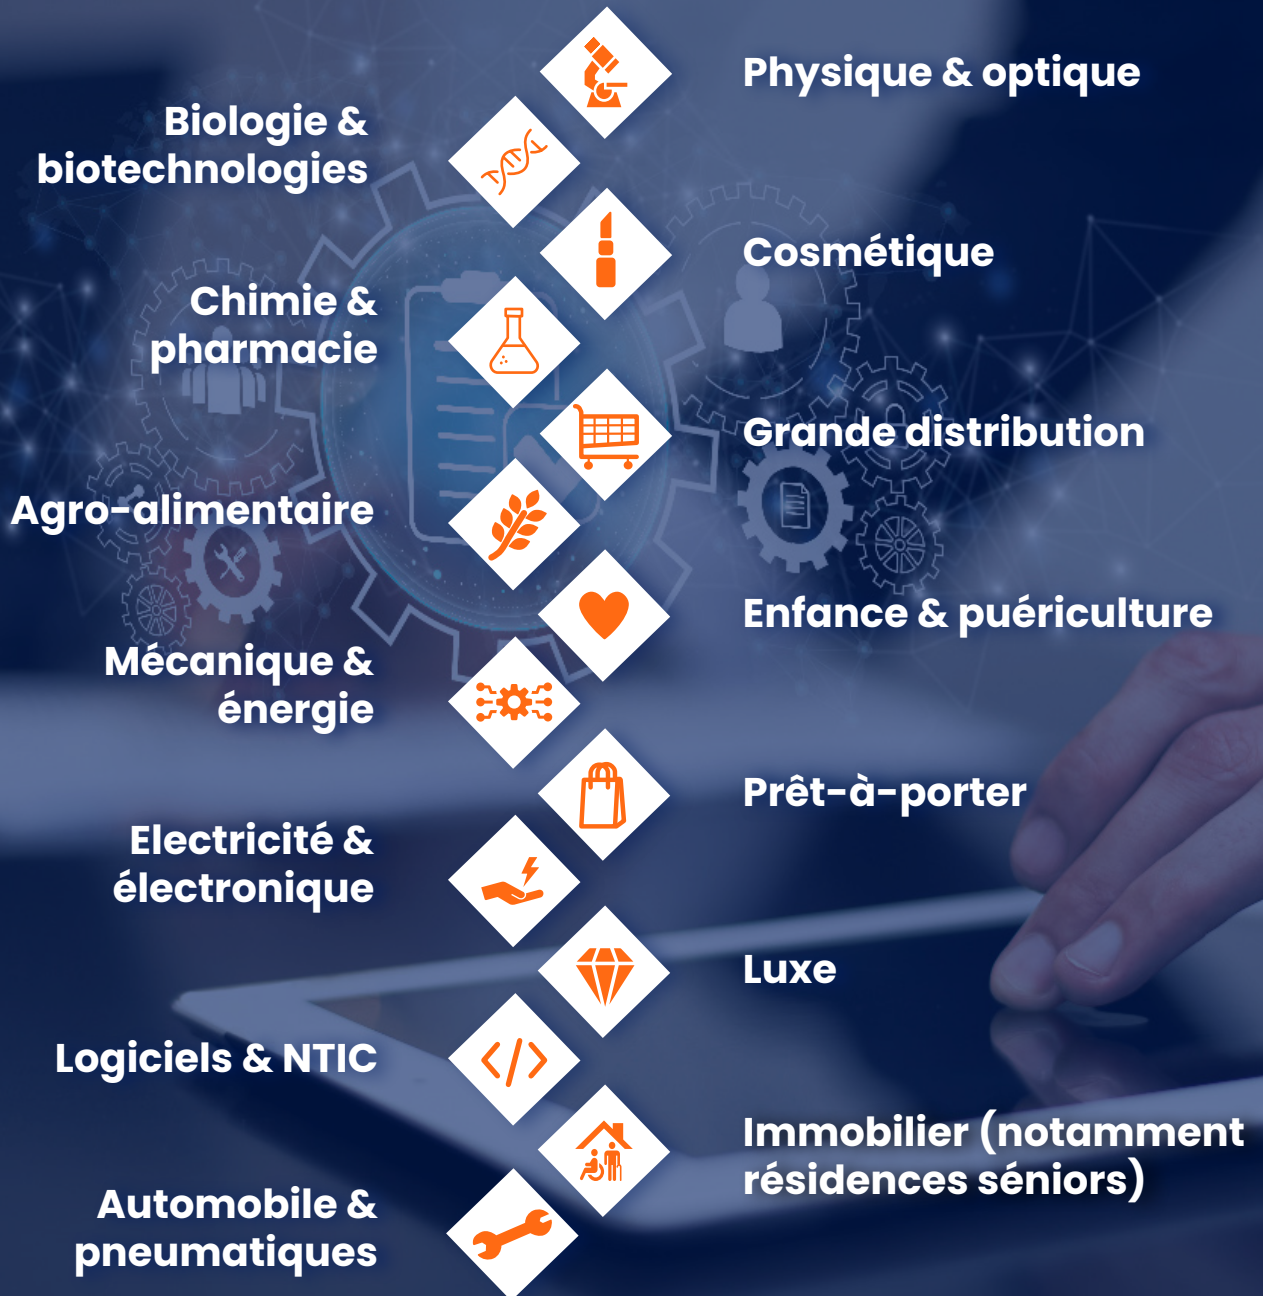 Physique & optique
Biologie &
biotechnologies
Cosmétique
Chimie &
pharmacie
Grande distribution
Agro-alimentaire
Enfance & puériculture
Mécanique &
énergie
Prêt-à-porter
Electricité &
électronique
Luxe
Logiciels & NTIC
Immobilier (notamment
résidences séniors)
Automobile &
pneumatiques